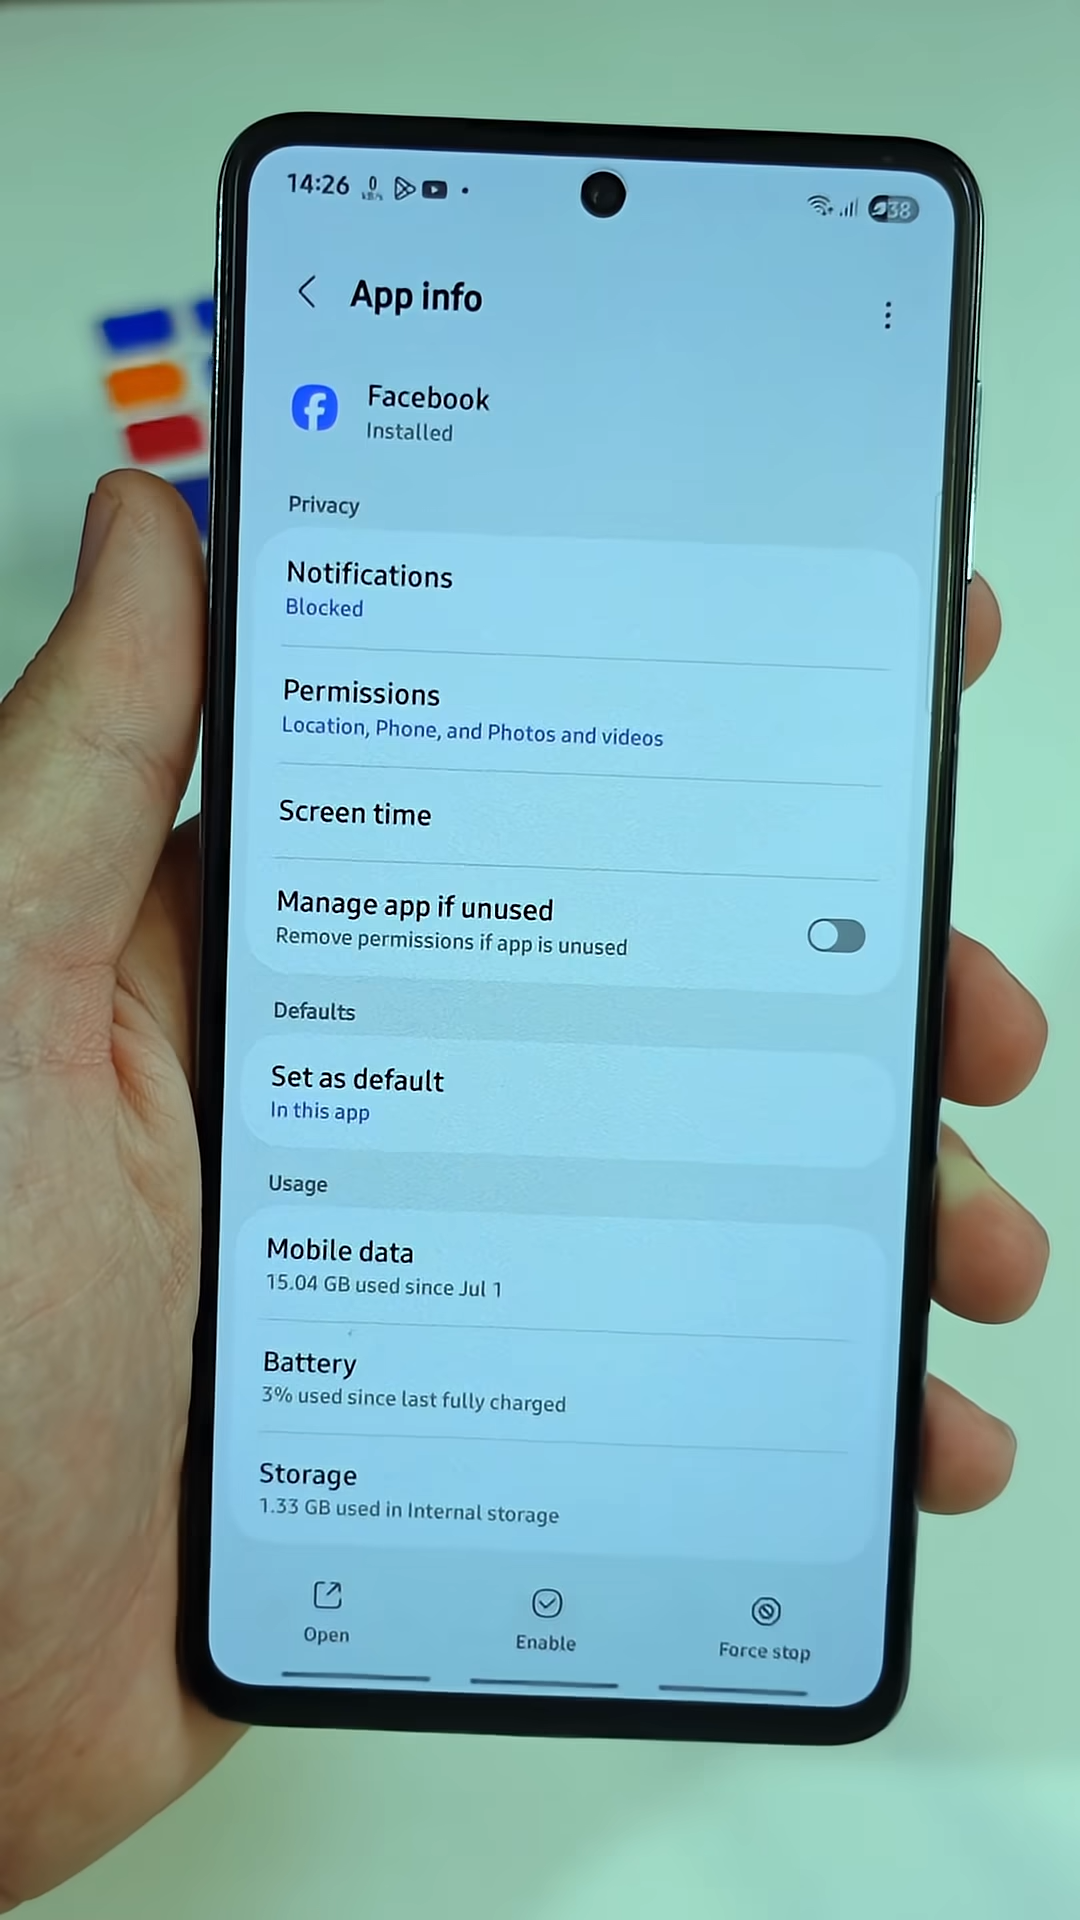 14:26 0 38
KB/s
App info
Facebook
Installed
Privacy
Notifications
Blocked
Permissions
Location, Phone, and Photos and videos
Screen time
Manage app if unused
Remove permissions if app is unused
Defaults
Set as default
In this app
Usage
Mobile data
15.04 GB used since Jul 1
Battery
3% used since last fully charged
Storage
1.33 GB used in Internal storage
Open Enable Force stop